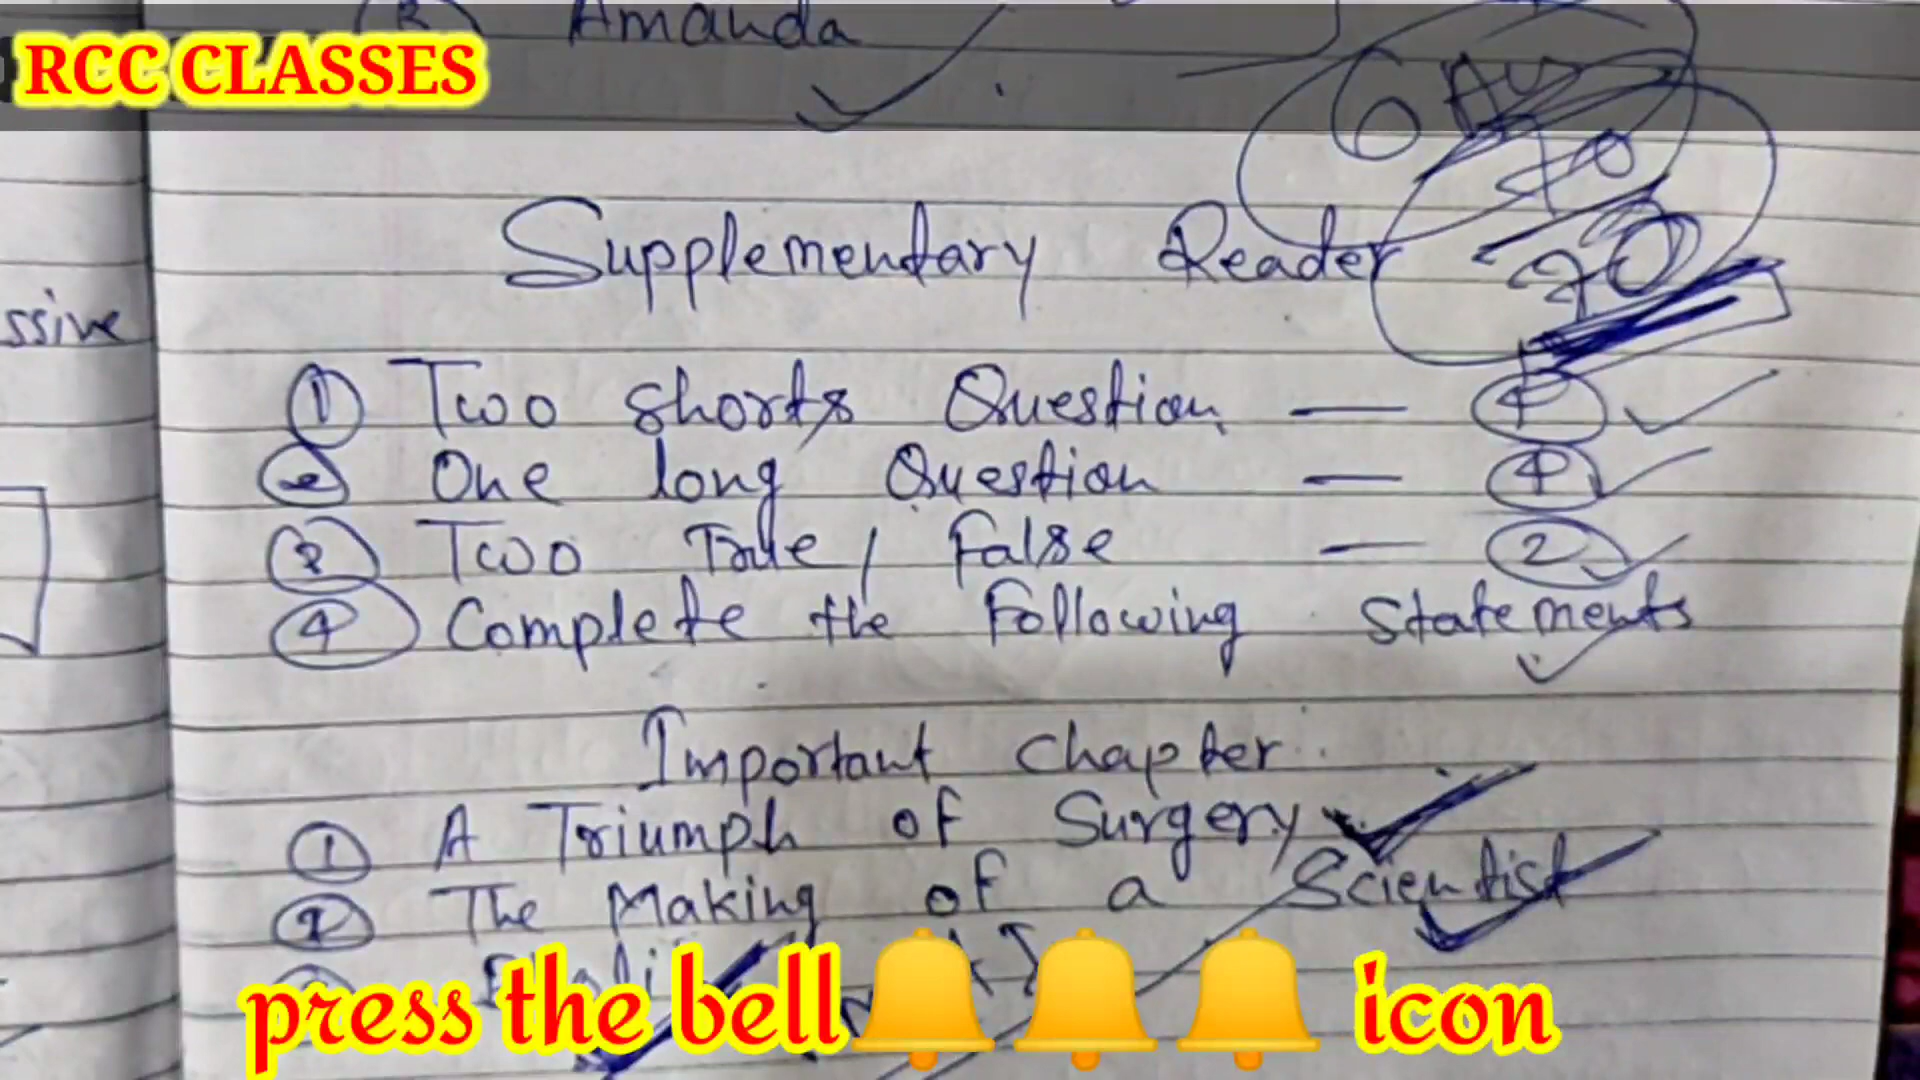 Amanda
RCC CLASSES
Supplementary Reader
70
ssive
① Two shorts Question — 4
② One long Question — 4
③ Two True / False — 2
④ Complete the Following Statements
Important Chapter
① A Triumph of Surgery
② The Making of a Scientist
press the bell 🔔🔔🔔 icon